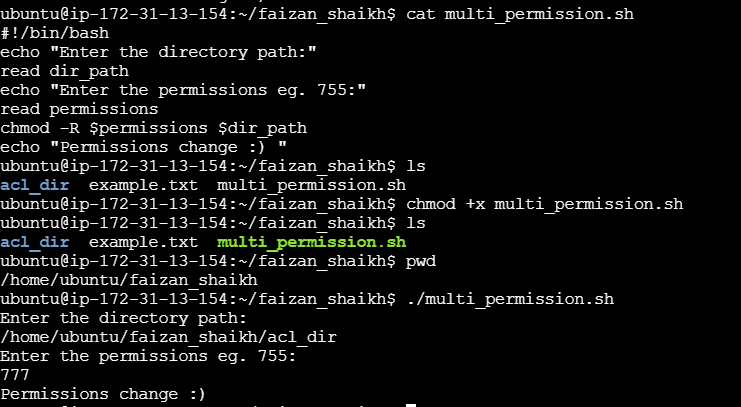 ubuntu@ip-172-31-13-154:~/faizan_shaikh$ cat multi_permission.sh
#!/bin/bash
echo "Enter the directory path:"
read dir_path
echo "Enter the permissions eg. 755:"
read permissions
chmod -R $permissions $dir_path
echo "Permissions change :) "
ubuntu@ip-172-31-13-154:~/faizan_shaikh$ ls
acl_dir  example.txt  multi_permission.sh
ubuntu@ip-172-31-13-154:~/faizan_shaikh$ chmod +x multi_permission.sh
ubuntu@ip-172-31-13-154:~/faizan_shaikh$ ls
acl_dir  example.txt  multi_permission.sh
ubuntu@ip-172-31-13-154:~/faizan_shaikh$ pwd
/home/ubuntu/faizan_shaikh
ubuntu@ip-172-31-13-154:~/faizan_shaikh$ ./multi_permission.sh
Enter the directory path:
/home/ubuntu/faizan_shaikh/acl_dir
Enter the permissions eg. 755:
777
Permissions change :)